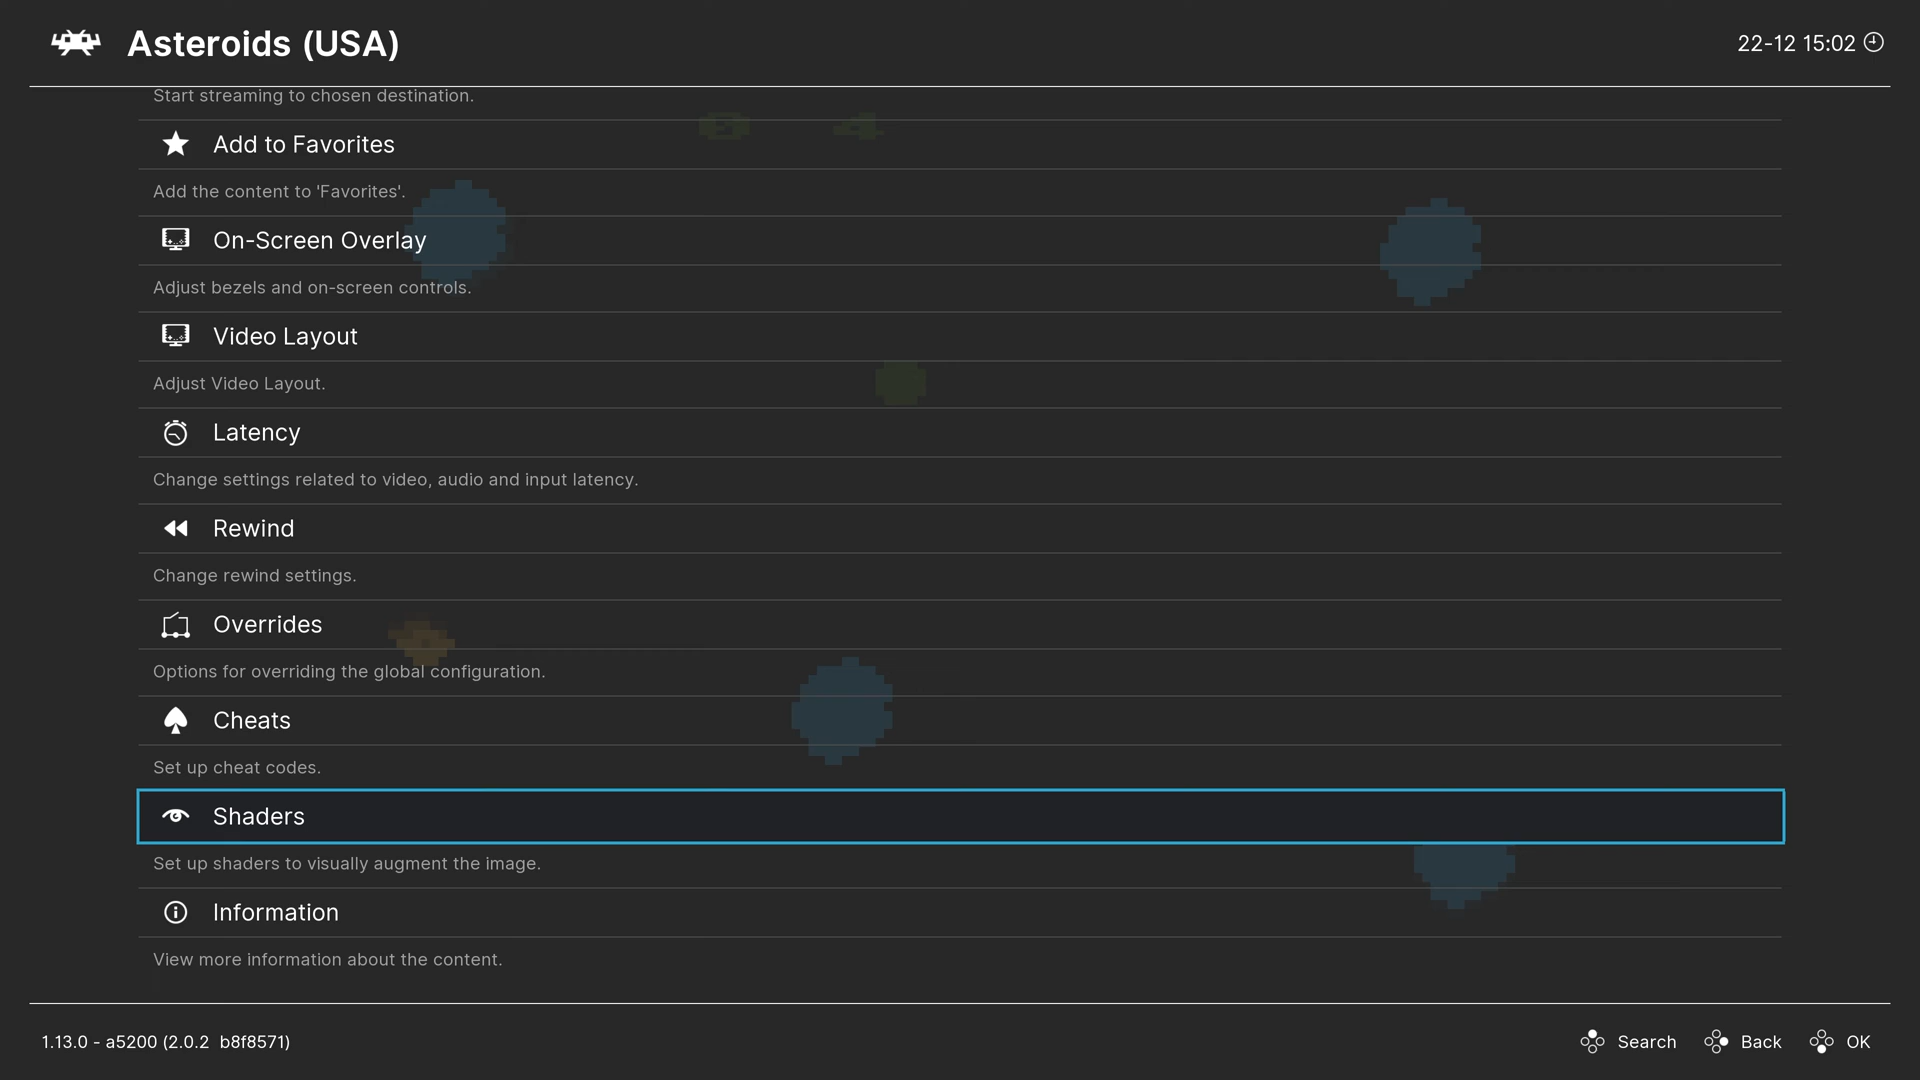 Asteroids (USA)
22-12 15:02
Start streaming to chosen destination.
Add to Favorites
Add the content to 'Favorites'.
On-Screen Overlay
Adjust bezels and on-screen controls.
Video Layout
Adjust Video Layout.
Latency
Change settings related to video, audio and input latency.
Rewind
Change rewind settings.
Overrides
Options for overriding the global configuration.
Cheats
Set up cheat codes.
Shaders
Set up shaders to visually augment the image.
Information
View more information about the content.
1.13.0 - a5200 (2.0.2 b8f8571)
Search Back OK